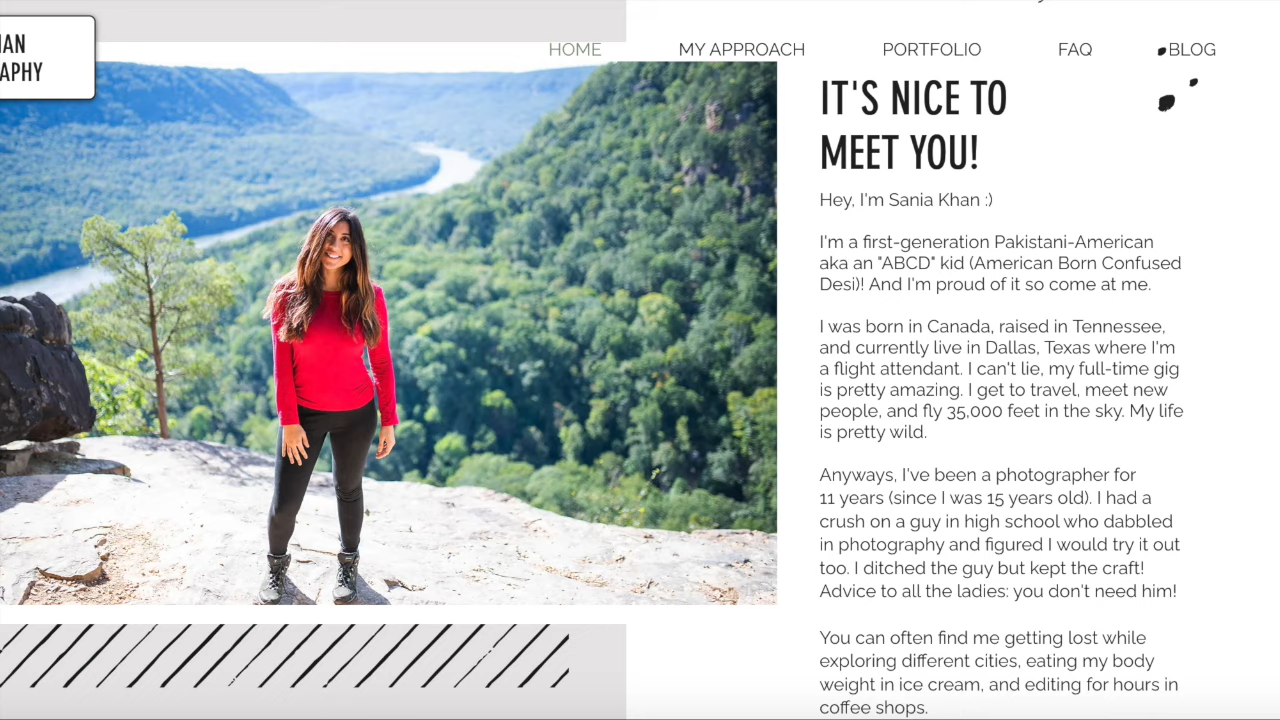 HOME MY APPROACH PORTFOLIO FAQ BLOG
APHY
IT'S NICE TO
MEET YOU!
Hey, I'm Sania Khan :)
I'm a first-generation Pakistani-American
aka an "ABCD" kid (American Born Confused
Desi)! And I'm proud of it so come at me.
I was born in Canada, raised in Tennessee,
and currently live in Dallas, Texas where I'm
a flight attendant. I can't lie, my full-time gig
is pretty amazing. I get to travel, meet new
people, and fly 35,000 feet in the sky. My life
is pretty wild.
Anyways, I've been a photographer for
11 years (since I was 15 years old). I had a
crush on a guy in high school who dabbled
in photography and figured I would try it out
too. I ditched the guy but kept the craft!
Advice to all the ladies: you don't need him!
You can often find me getting lost while
exploring different cities, eating my body
weight in ice cream, and editing for hours in
coffee shops.